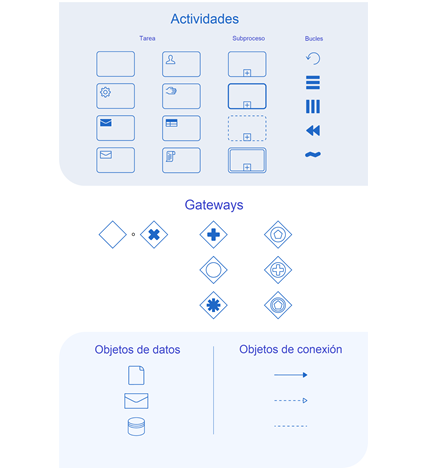 Actividades
Tarea
Subproceso
Bucles
Gateways
o
Objetos de datos
Objetos de conexión